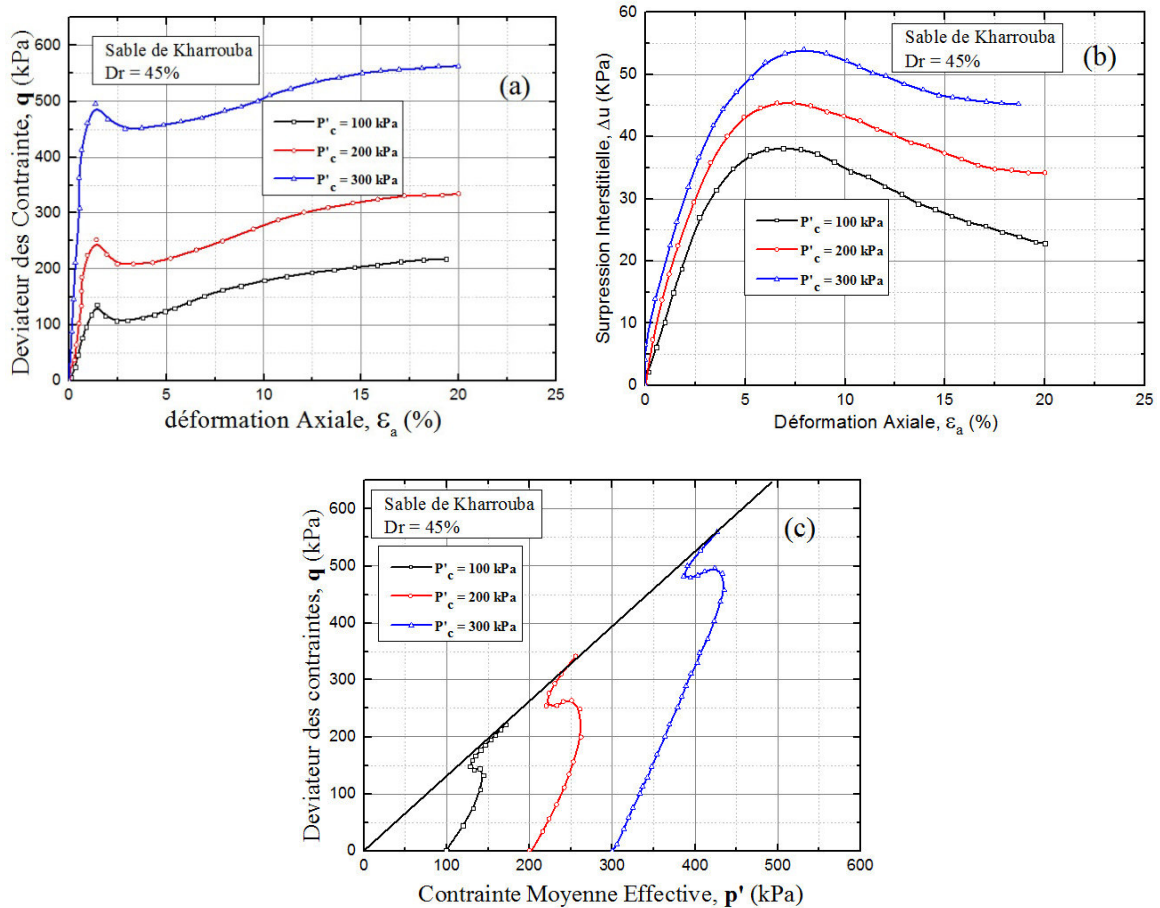 Sable de Kharrouba
Dr = 45%
(a)
P'c = 100 kPa
P'c = 200 kPa
P'c = 300 kPa
Deviateur des Contrainte, q (kPa)
600
500
400
300
200
100
0
0 5 10 15 20 25
déformation Axiale, Ɛa (%)
Sable de Kharrouba
Dr = 45%
(b)
P'c = 100 kPa
P'c = 200 kPa
P'c = 300 kPa
Surpression Interstitielle, Δu (KPa)
60
50
40
30
20
10
0
0 5 10 15 20 25
Déformation Axiale, Ɛa (%)
Sable de Kharrouba
Dr = 45%
(c)
P'c = 100 kPa
P'c = 200 kPa
P'c = 300 kPa
Deviateur des contraintes, q (kPa)
600
500
400
300
200
100
0
0 100 200 300 400 500 600
Contrainte Moyenne Effective, p' (kPa)